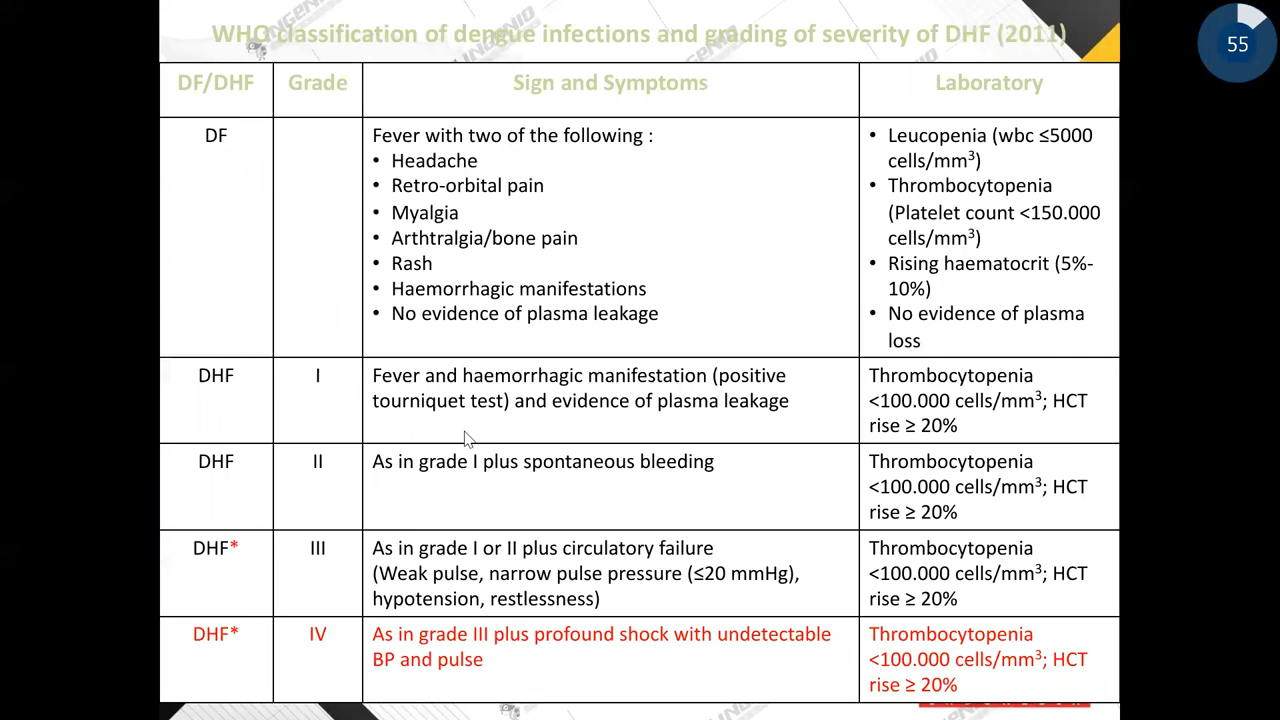 WHO classification of dengue infections and grading of severity of DHF (2011)
55
DF/DHF
Grade
Sign and Symptoms
Laboratory
DF
Fever with two of the following :
• Headache
• Retro-orbital pain
• Myalgia
• Arthtralgia/bone pain
• Rash
• Haemorrhagic manifestations
• No evidence of plasma leakage
• Leucopenia (wbc ≤5000
cells/mm³)
• Thrombocytopenia
(Platelet count <150.000
cells/mm³)
• Rising haematocrit (5%-
10%)
• No evidence of plasma
loss
DHF
I
Fever and haemorrhagic manifestation (positive
tourniquet test) and evidence of plasma leakage
Thrombocytopenia
<100.000 cells/mm³; HCT
rise ≥ 20%
DHF
II
As in grade I plus spontaneous bleeding
Thrombocytopenia
<100.000 cells/mm³; HCT
rise ≥ 20%
DHF*
III
As in grade I or II plus circulatory failure
(Weak pulse, narrow pulse pressure (≤20 mmHg),
hypotension, restlessness)
Thrombocytopenia
<100.000 cells/mm³; HCT
rise ≥ 20%
DHF*
IV
As in grade III plus profound shock with undetectable
BP and pulse
Thrombocytopenia
<100.000 cells/mm³; HCT
rise ≥ 20%